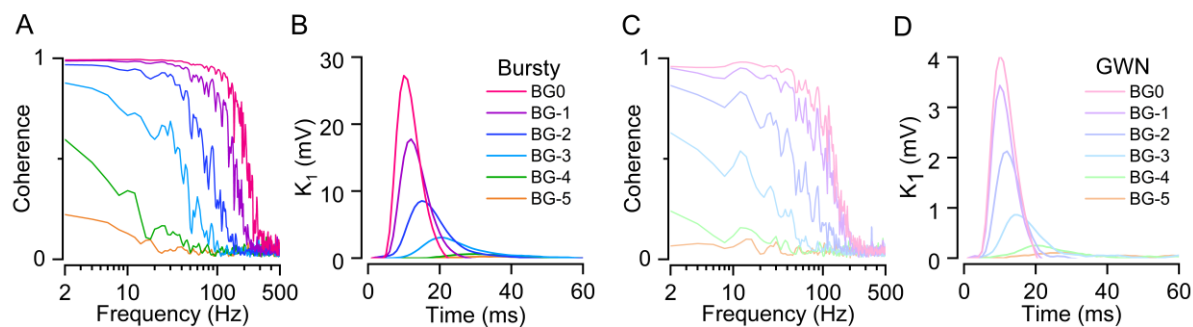 A
Coherence
1
0
2
10
100
500
Frequency (Hz)
B
K1 (mV)
30
20
10
0
0
20
40
60
Time (ms)
Bursty
BG0
BG-1
BG-2
BG-3
BG-4
BG-5
C
Coherence
1
0
2
10
100
500
Frequency (Hz)
D
K1 (mV)
4
3
2
1
0
0
20
40
60
Time (ms)
GWN
BG0
BG-1
BG-2
BG-3
BG-4
BG-5